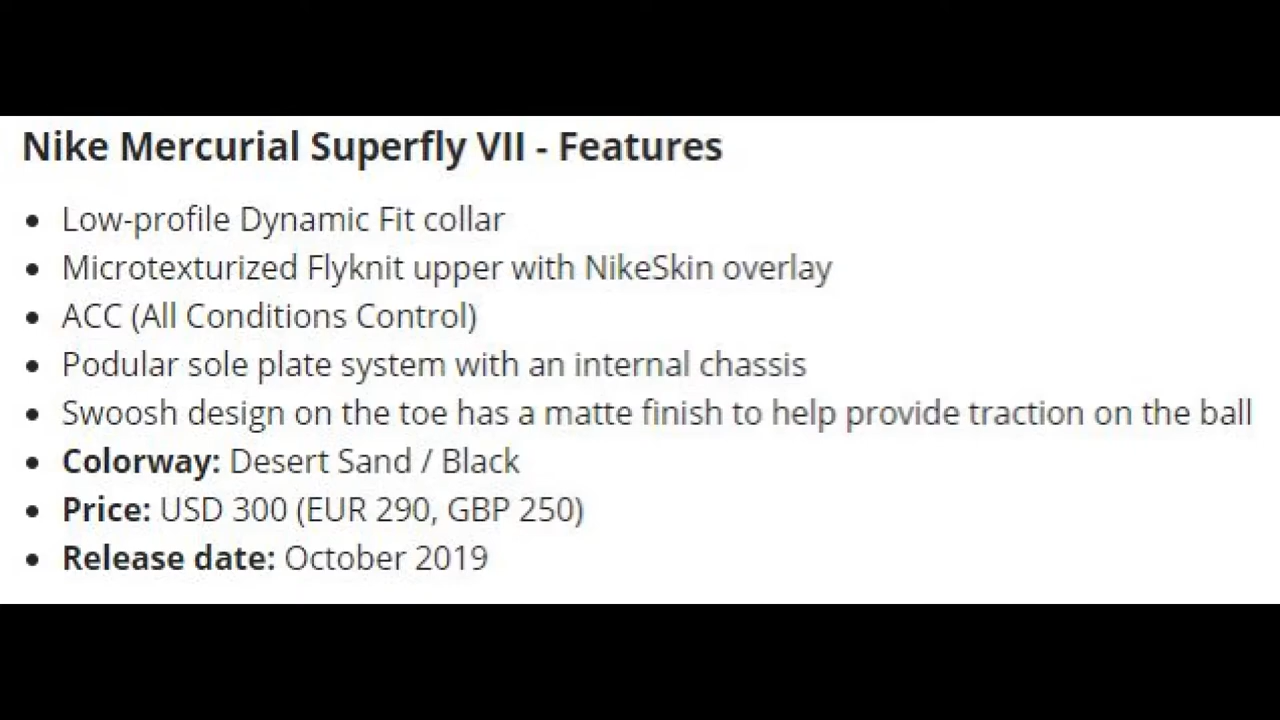 Nike Mercurial Superfly VII - Features
• Low-profile Dynamic Fit collar
• Microtexturized Flyknit upper with NikeSkin overlay
• ACC (All Conditions Control)
• Podular sole plate system with an internal chassis
• Swoosh design on the toe has a matte finish to help provide traction on the ball
• Colorway: Desert Sand / Black
• Price: USD 300 (EUR 290, GBP 250)
• Release date: October 2019